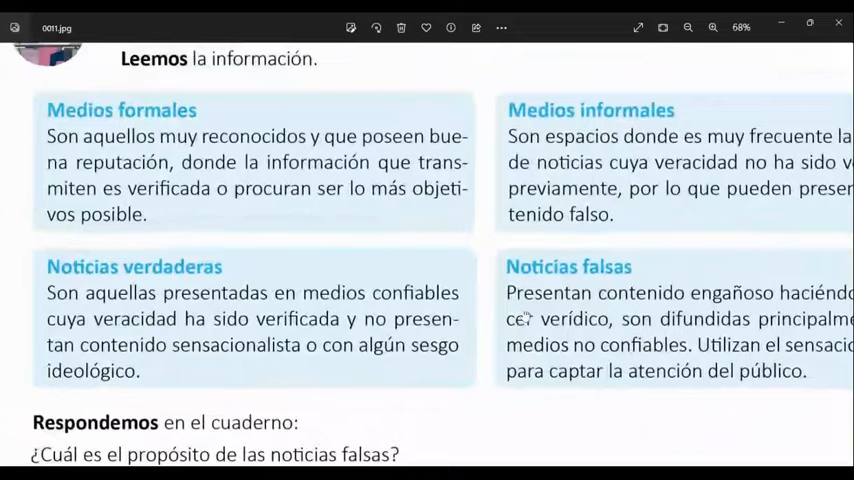 0011.jpg
68%
Leemos la información.
Medios formales
Son aquellos muy reconocidos y que poseen bue-
na reputación, donde la información que trans-
miten es verificada o procuran ser lo más objeti-
vos posible.
Medios informales
Son espacios donde es muy frecuente la
de noticias cuya veracidad no ha sido v
previamente, por lo que pueden presen
tenido falso.
Noticias verdaderas
Son aquellas presentadas en medios confiables
cuya veracidad ha sido verificada y no presen-
tan contenido sensacionalista o con algún sesgo
ideológico.
Noticias falsas
Presentan contenido engañoso haciéndo
cer verídico, son difundidas principalme
medios no confiables. Utilizan el sensacio
para captar la atención del público.
Respondemos en el cuaderno:
¿Cuál es el propósito de las noticias falsas?